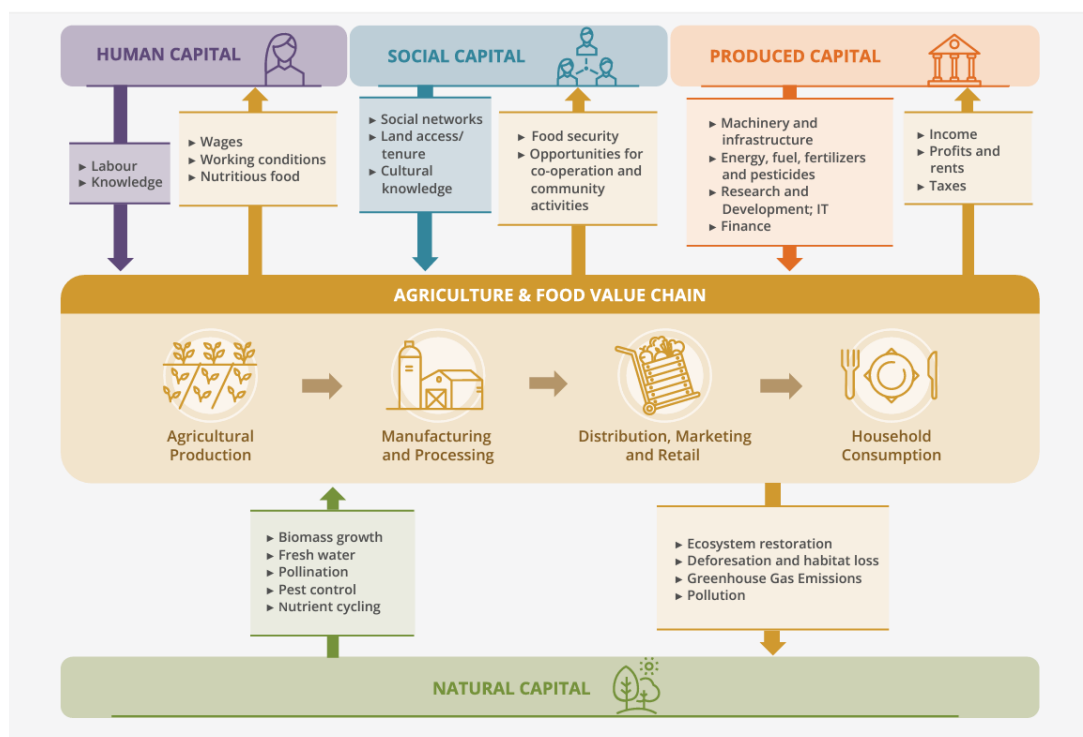 HUMAN CAPITAL
SOCIAL CAPITAL
PRODUCED CAPITAL
► Labour
► Knowledge
► Wages
► Working conditions
► Nutritious food
► Social networks
► Land access/
tenure
► Cultural
knowledge
► Food security
► Opportunities for
co-operation and
community
activities
► Machinery and
infrastructure
► Energy, fuel, fertilizers
and pesticides
► Research and
Development; IT
► Finance
► Income
► Profits and
rents
► Taxes
AGRICULTURE & FOOD VALUE CHAIN
Agricultural
Production
Manufacturing
and Processing
Distribution, Marketing
and Retail
Household
Consumption
► Biomass growth
► Fresh water
► Pollination
► Pest control
► Nutrient cycling
► Ecosystem restoration
► Deforesation and habitat loss
► Greenhouse Gas Emissions
► Pollution
NATURAL CAPITAL